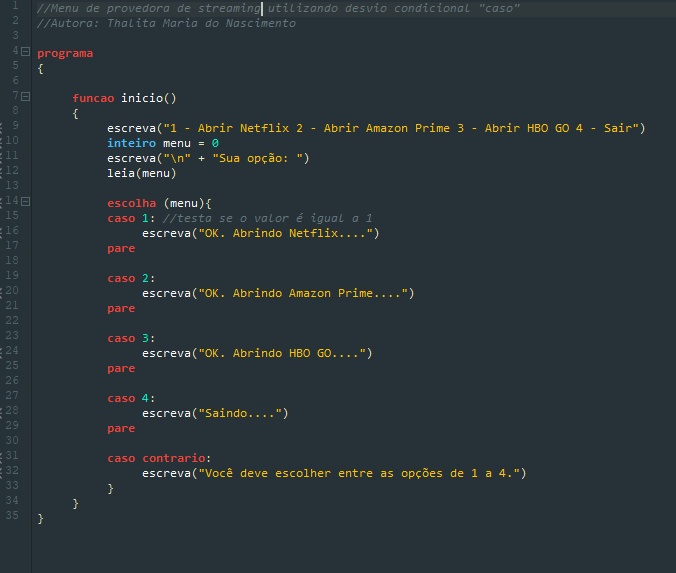 1 //Menu de provedora de streaming utilizando desvio condicional "caso"
2 //Autora: Thalita Maria do Nascimento
3
4 programa
5 {
6
7 funcao inicio()
8 {
9 escreva("1 - Abrir Netflix 2 - Abrir Amazon Prime 3 - Abrir HBO GO 4 - Sair")
10 inteiro menu = 0
11 escreva("\n" + "Sua opção: ")
12 leia(menu)
13
14 escolha (menu){
15 caso 1: //testa se o valor é igual a 1
16 escreva("OK. Abrindo Netflix....")
17 pare
18
19 caso 2:
20 escreva("OK. Abrindo Amazon Prime....")
21 pare
22
23 caso 3:
24 escreva("OK. Abrindo HBO GO....")
25 pare
26
27 caso 4:
28 escreva("Saindo....")
29 pare
30
31 caso contrario:
32 escreva("Você deve escolher entre as opções de 1 a 4.")
33 }
34 }
35 }